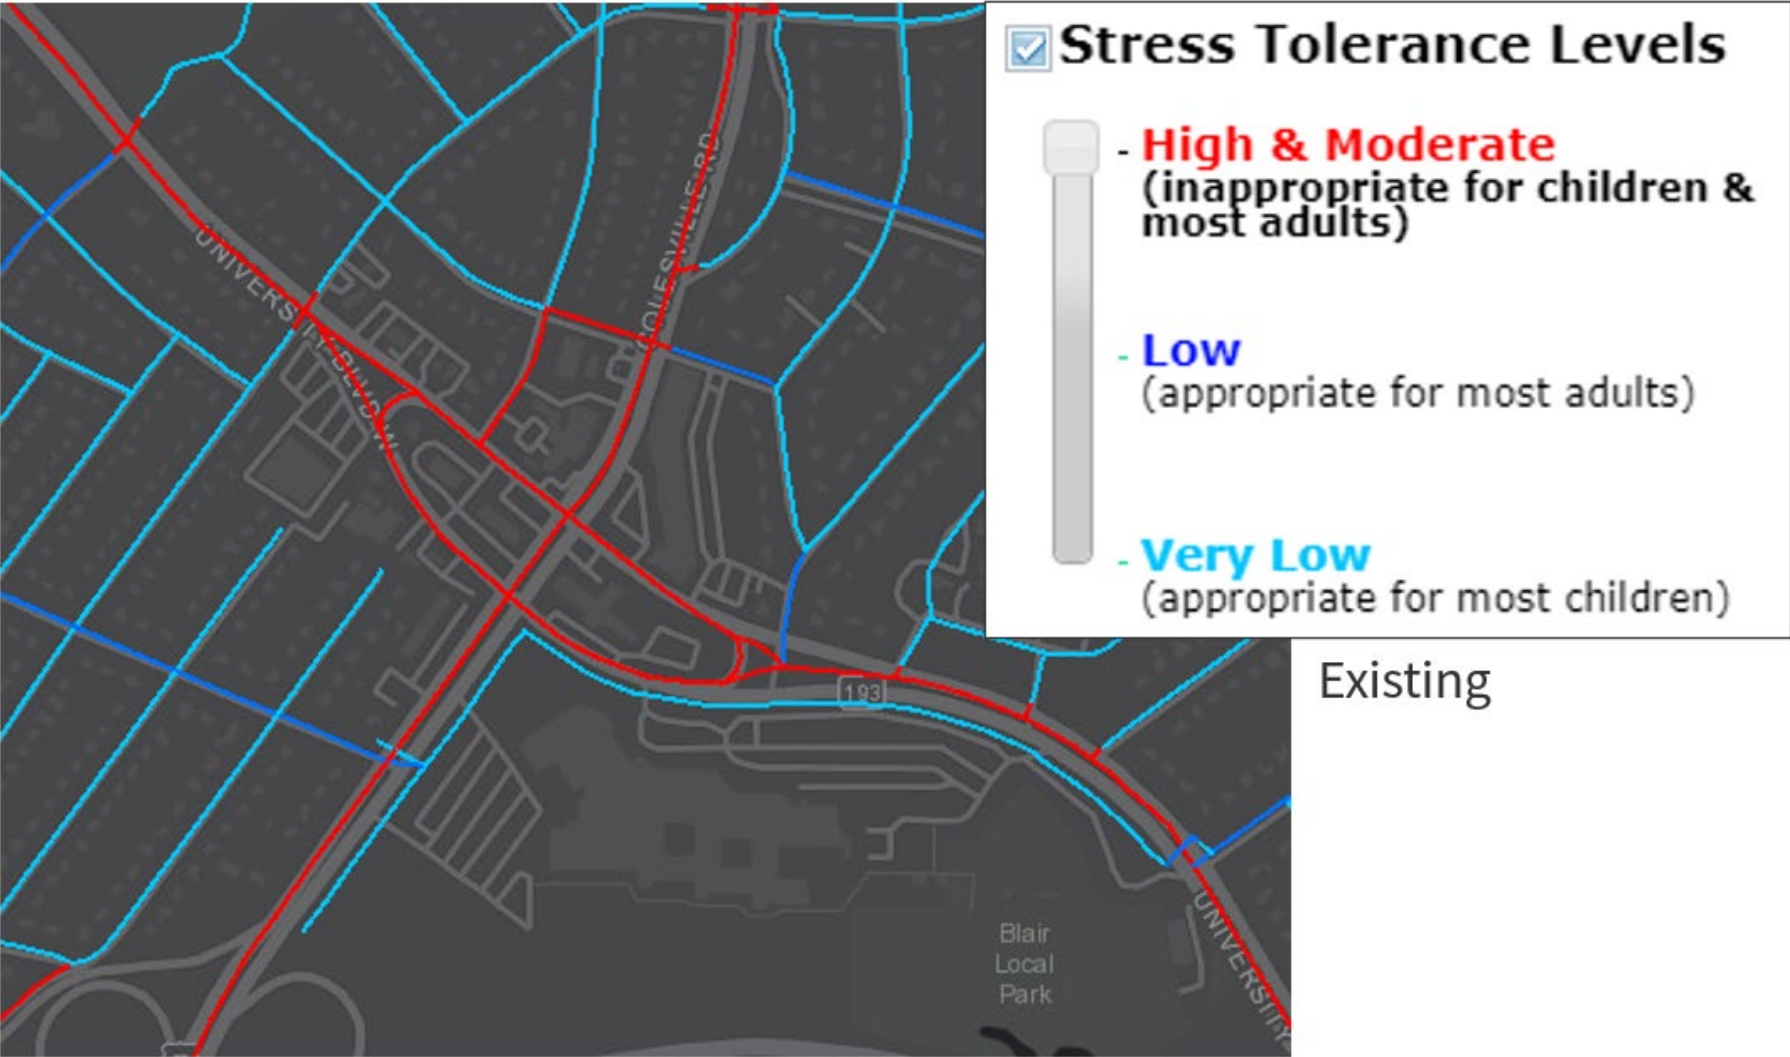 Stress Tolerance Levels
- High & Moderate
(inappropriate for children &
most adults)
- Low
(appropriate for most adults)
- Very Low
(appropriate for most children)
Existing
COLESVILLE RD
UNIVERSITY BLVD W
193
Blair
Local
Park
UNIVERSITY